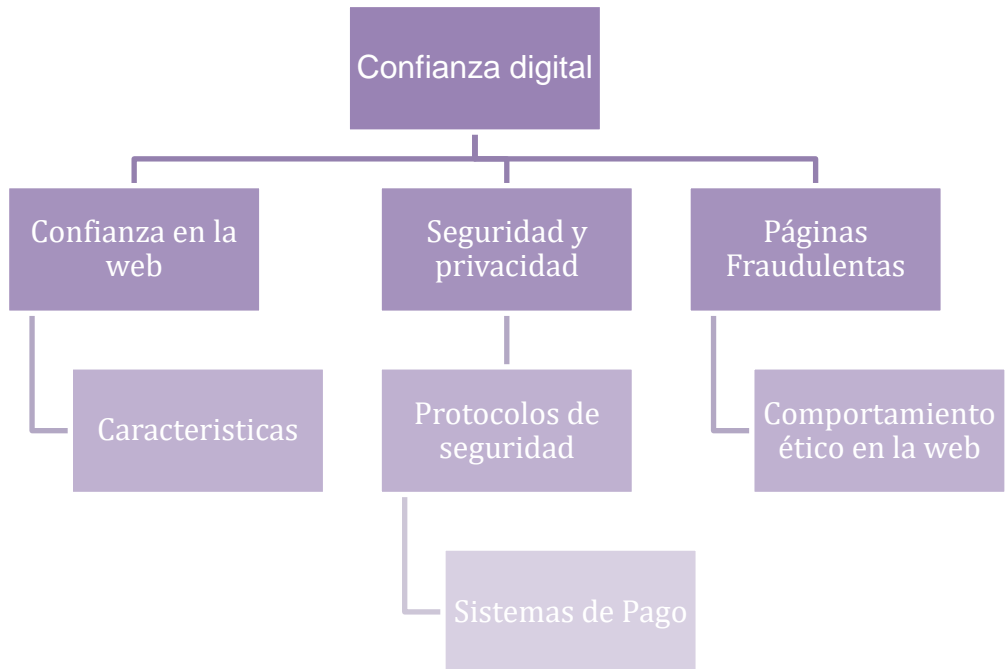 Confianza digital
Confianza en la
web
Seguridad y
privacidad
Páginas
Fraudulentas
Caracteristicas
Protocolos de
seguridad
Comportamiento
ético en la web
Sistemas de Pago